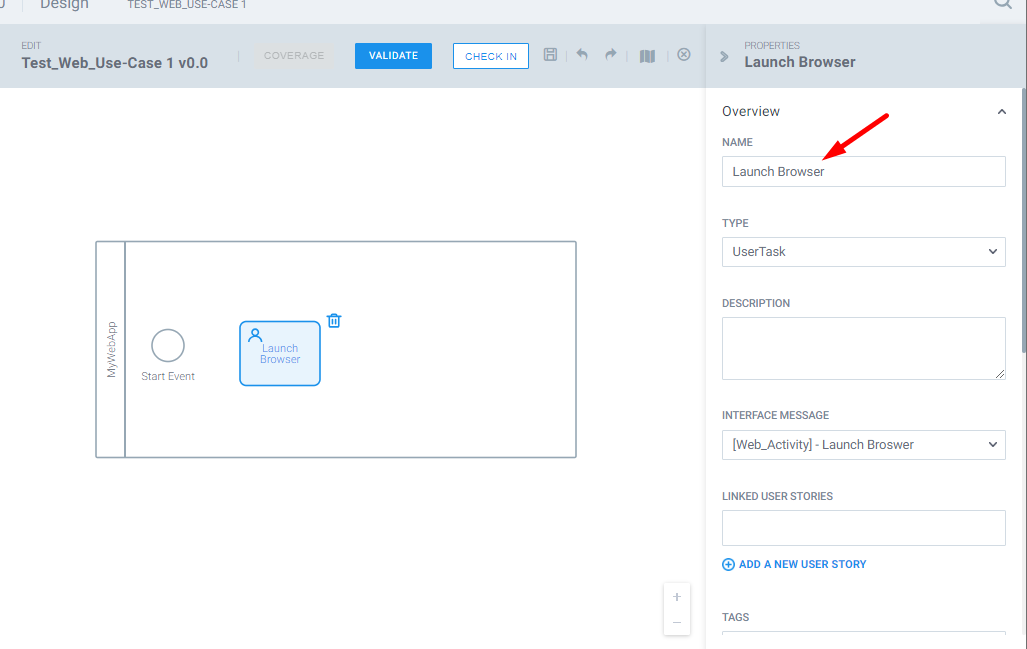 Design
TEST_WEB_USE-CASE 1
EDIT
Test_Web_Use-Case 1 v0.0
COVERAGE
VALIDATE
CHECK IN
PROPERTIES
Launch Browser
Overview
NAME
Launch Browser
TYPE
UserTask
DESCRIPTION
INTERFACE MESSAGE
[Web_Activity] - Launch Broswer
LINKED USER STORIES
ADD A NEW USER STORY
TAGS
MyWebApp
Start Event
Launch
Browser